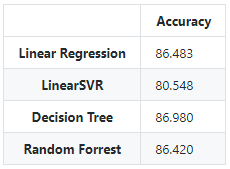 Accuracy
Linear Regression 86.483
LinearSVR 80.548
Decision Tree 86.980
Random Forrest 86.420